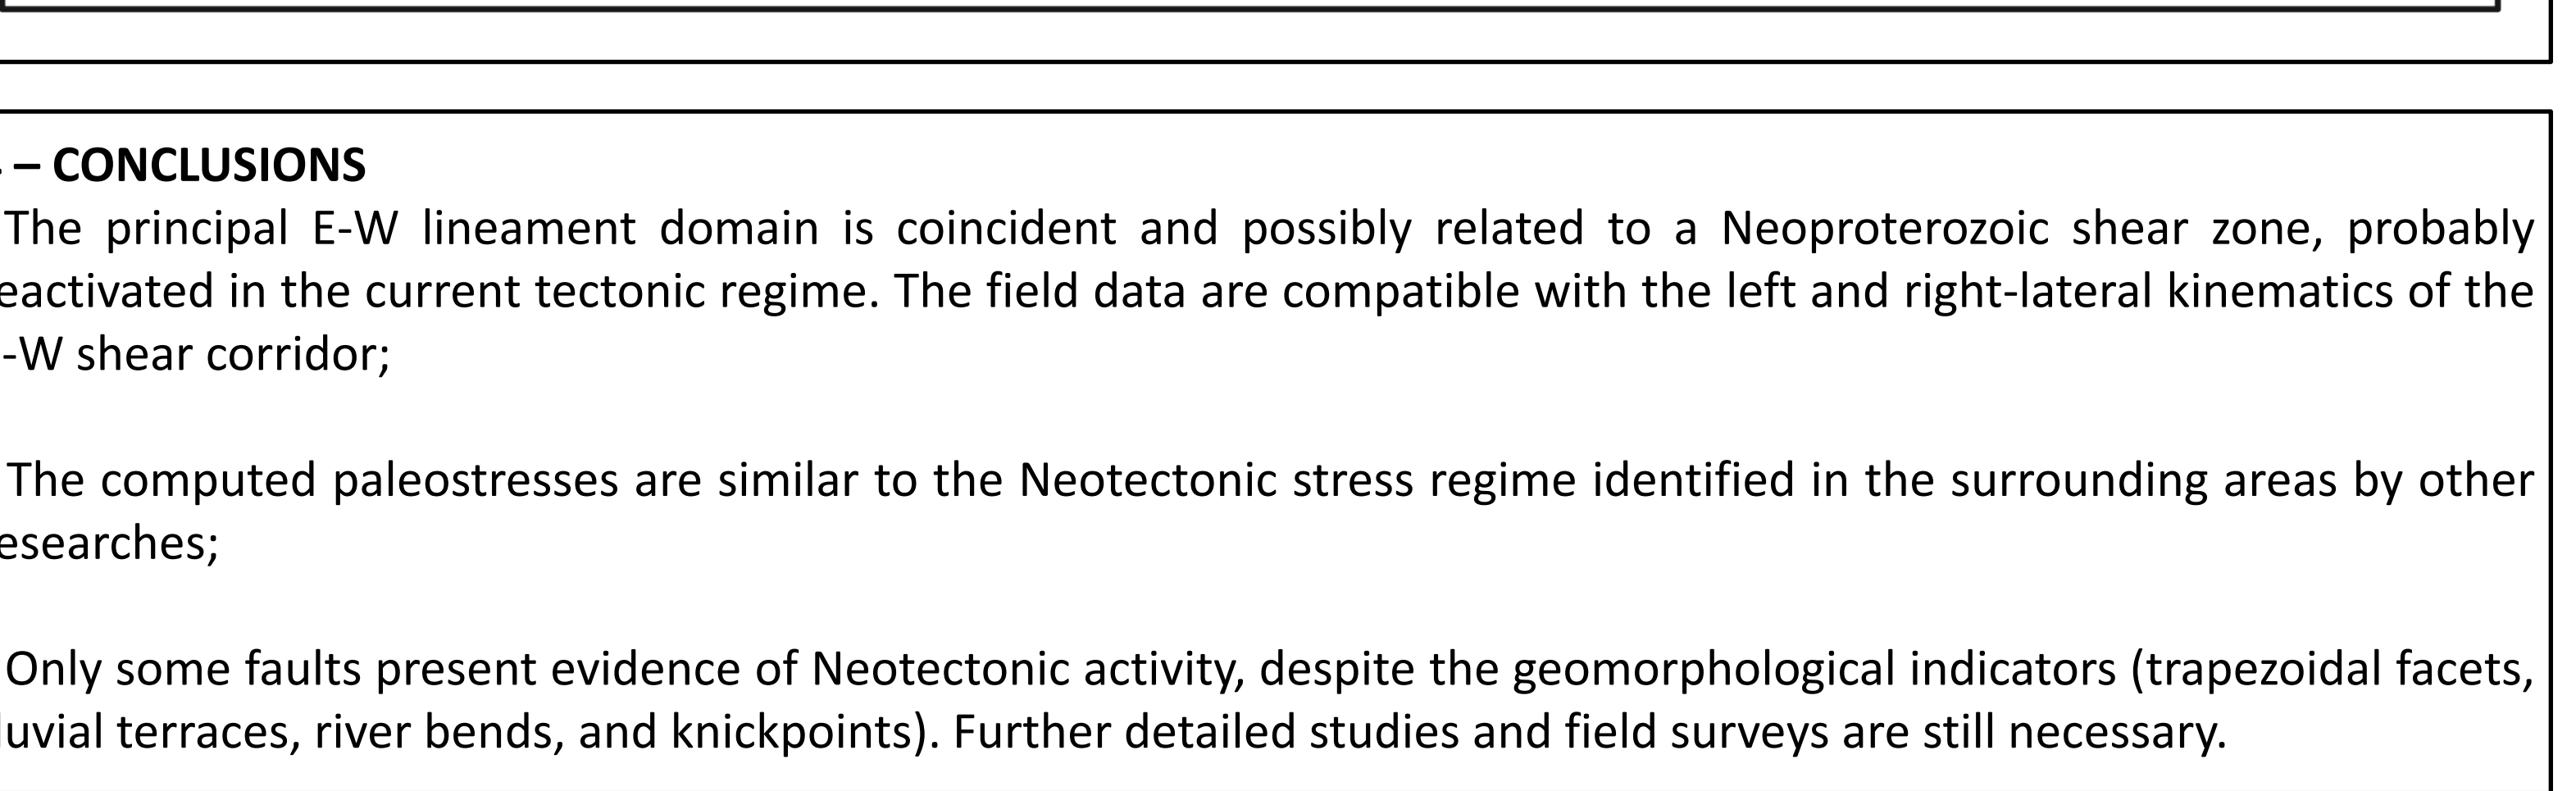 – CONCLUSIONS
The principal E-W lineament domain is coincident and possibly related to a Neoproterozoic shear zone, probably
eactivated in the current tectonic regime. The field data are compatible with the left and right-lateral kinematics of the
-W shear corridor;
The computed paleostresses are similar to the Neotectonic stress regime identified in the surrounding areas by other
esearches;
Only some faults present evidence of Neotectonic activity, despite the geomorphological indicators (trapezoidal facets,
luvial terraces, river bends, and knickpoints). Further detailed studies and field surveys are still necessary.